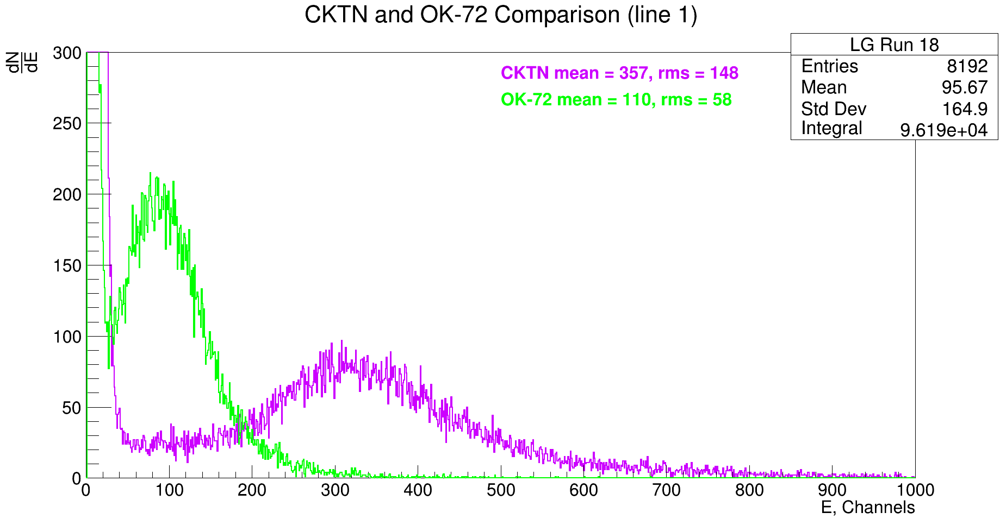 CKTN and OK-72 Comparison (line 1)
LG Run 18
Entries 8192
Mean 95.67
Std Dev 164.9
Integral 9.619e+04
CKTN mean = 357, rms = 148
OK-72 mean = 110, rms = 58
dN
dE
300
250
200
150
100
50
0
0 100 200 300 400 500 600 700 800 900 1000
E, Channels